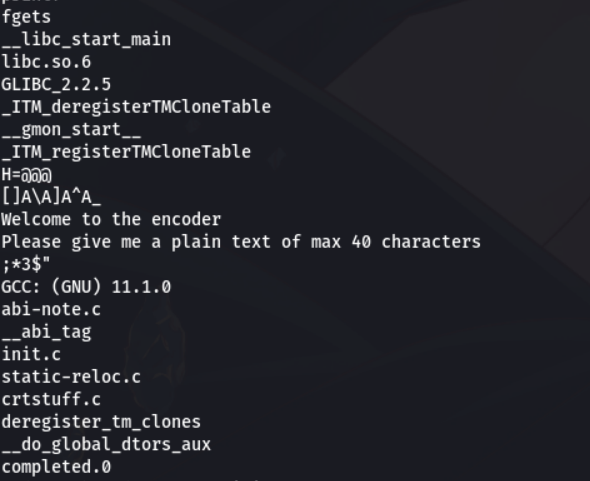 fgets
__libc_start_main
libc.so.6
GLIBC_2.2.5
_ITM_deregisterTMCloneTable
__gmon_start__
_ITM_registerTMCloneTable
H=@@@
[]A\A]A^A_
Welcome to the encoder
Please give me a plain text of max 40 characters
;*3$"
GCC: (GNU) 11.1.0
abi-note.c
__abi_tag
init.c
static-reloc.c
crtstuff.c
deregister_tm_clones
__do_global_dtors_aux
completed.0